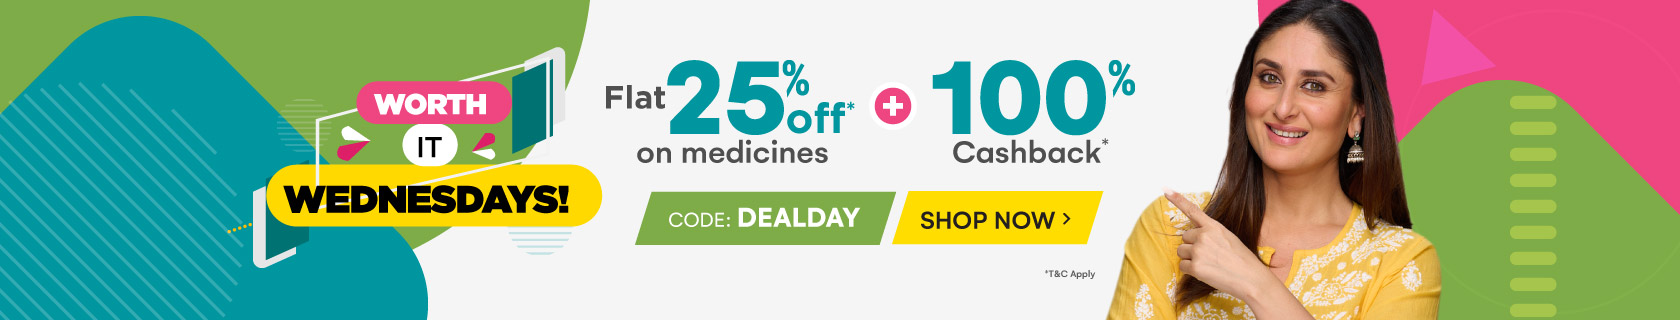 WORTH
IT
WEDNESDAYS!
Flat 25% off* + 100%
on medicines Cashback*
CODE: DEALDAY SHOP NOW >
*T&C Apply